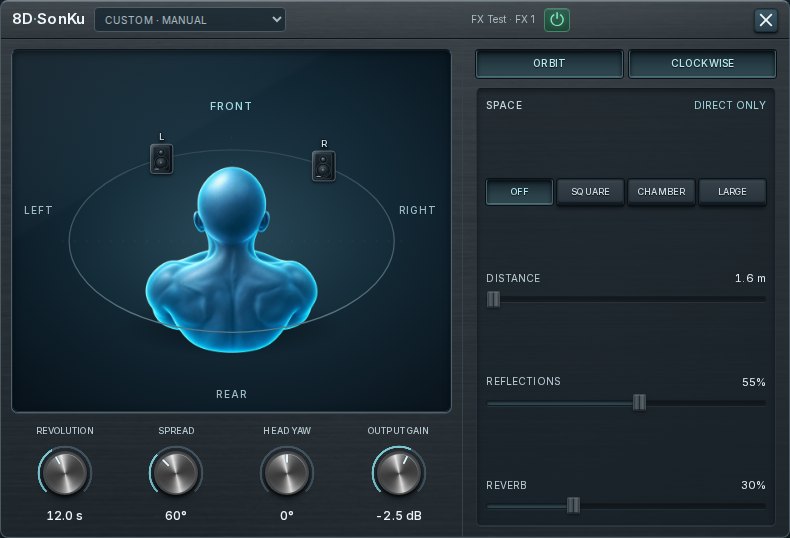 8D·SonKu CUSTOM · MANUAL FX Test · FX 1
ORBIT CLOCKWISE
SPACE DIRECT ONLY
FRONT
L
R
OFF SQUARE CHAMBER LARGE
LEFT RIGHT
DISTANCE 1.6 m
REFLECTIONS 55%
REAR
REVOLUTION SPREAD HEAD YAW OUTPUT GAIN
REVERB 30%
12.0 s 60° 0° -2.5 dB